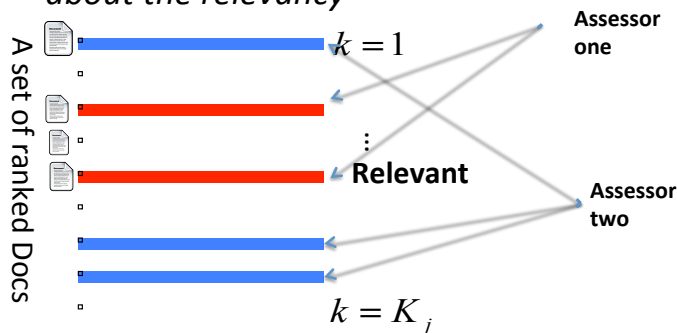 about the relevancy
Assessor
one
k = 1
A set of ranked Docs
⋮
Relevant
Assessor
two
k = K_j